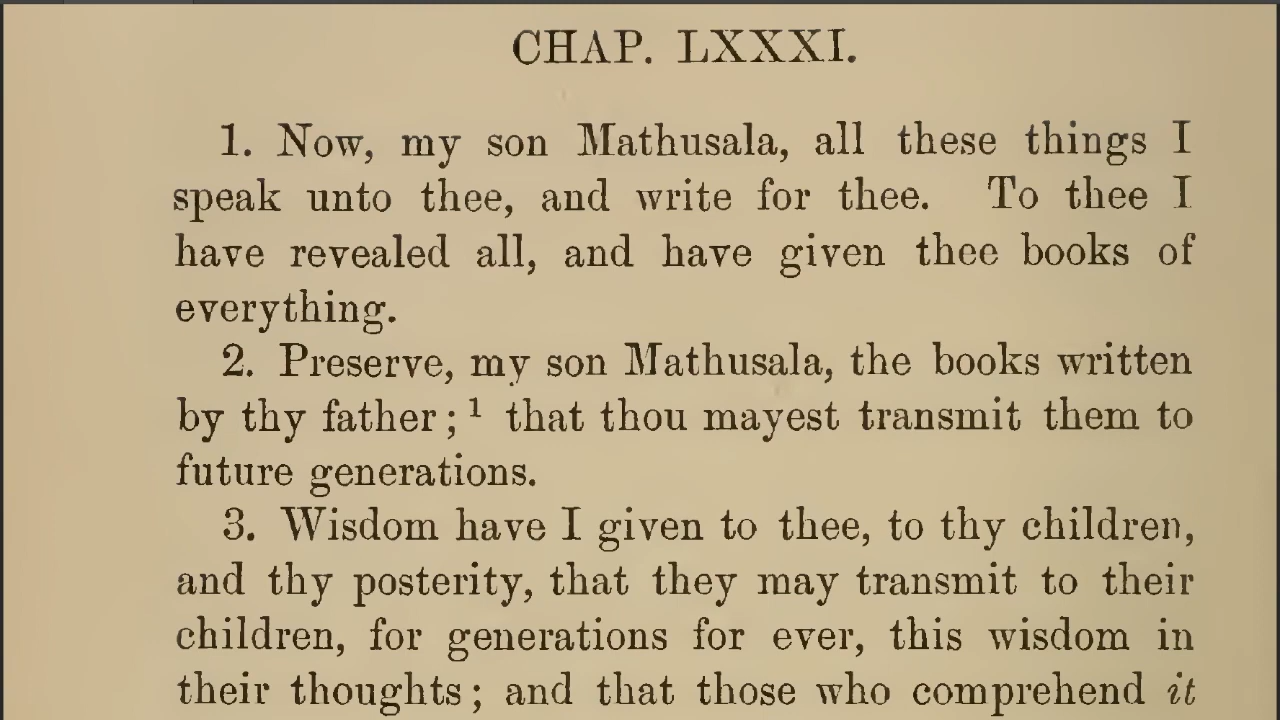 CHAP. LXXXI.
1. Now, my son Mathusala, all these things I
speak unto thee, and write for thee. To thee I
have revealed all, and have given thee books of
everything.
2. Preserve, my son Mathusala, the books written
by thy father;¹ that thou mayest transmit them to
future generations.
3. Wisdom have I given to thee, to thy children,
and thy posterity, that they may transmit to their
children, for generations for ever, this wisdom in
their thoughts; and that those who comprehend it